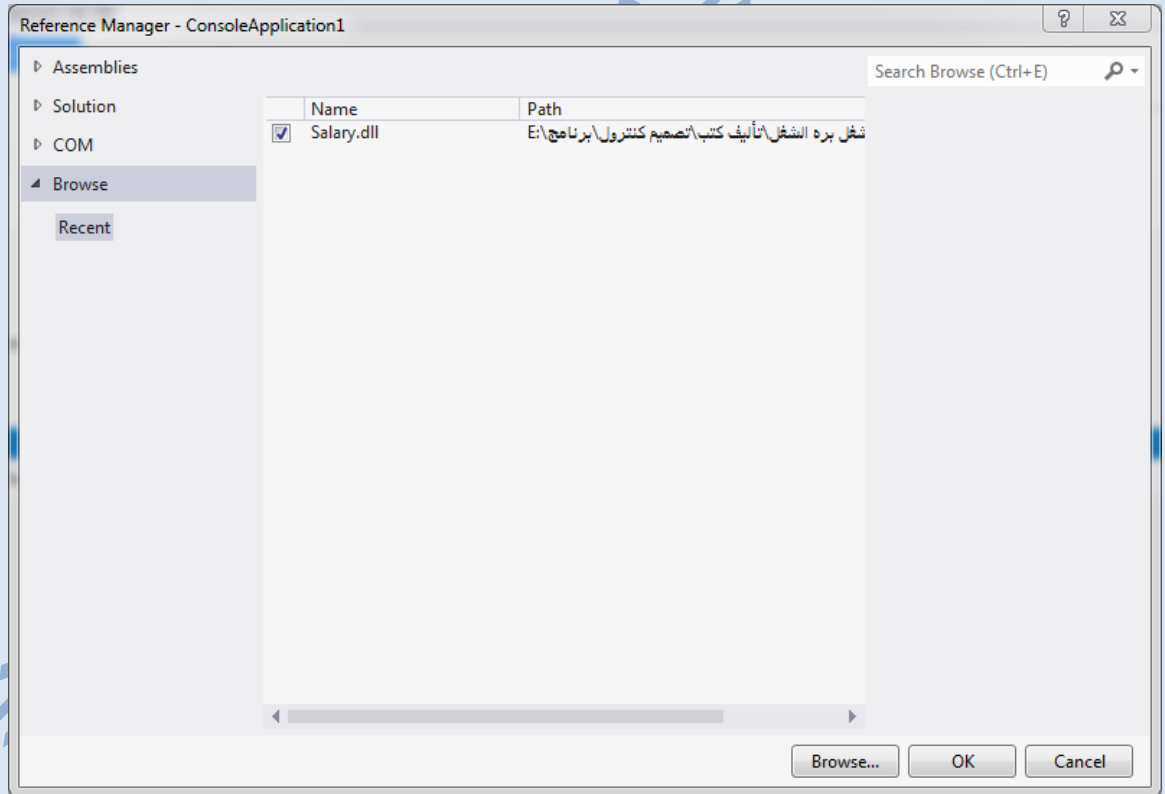 Reference Manager - ConsoleApplication1
Assemblies
Search Browse (Ctrl+E)
Solution
Name Path
Salary.dll E:\شغل بره الشغل\تأليف كتب\تصميم كنترول\برنامج\
COM
Browse
Recent
Browse... OK Cancel